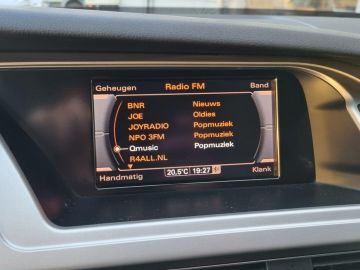 Geheugen Radio FM Band
BNR Nieuws
JOE Oldies
JOYRADIO Popmuziek
NPO 3FM Popmuziek
Qmusic Popmuziek
R4ALL.NL
Handmatig 20,5°C 19:27 Klank